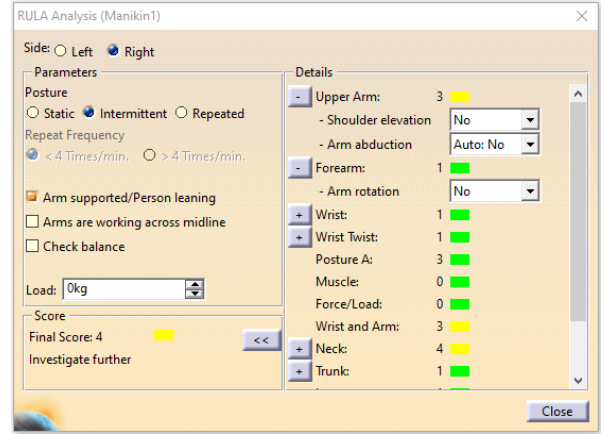 RULA Analysis (Manikin1)
Side: Left Right
Parameters
Posture
Static Intermittent Repeated
Repeat Frequency
< 4 Times/min. > 4 Times/min.
Arm supported/Person leaning
Arms are working across midline
Check balance
Load: 0kg
Score
Final Score: 4
<<
Investigate further
Details
- Upper Arm: 3
- Shoulder elevation No
- Arm abduction Auto: No
- Forearm: 1
- Arm rotation No
+ Wrist: 1
+ Wrist Twist: 1
Posture A: 3
Muscle: 0
Force/Load: 0
Wrist and Arm: 3
+ Neck: 4
+ Trunk: 1
Close